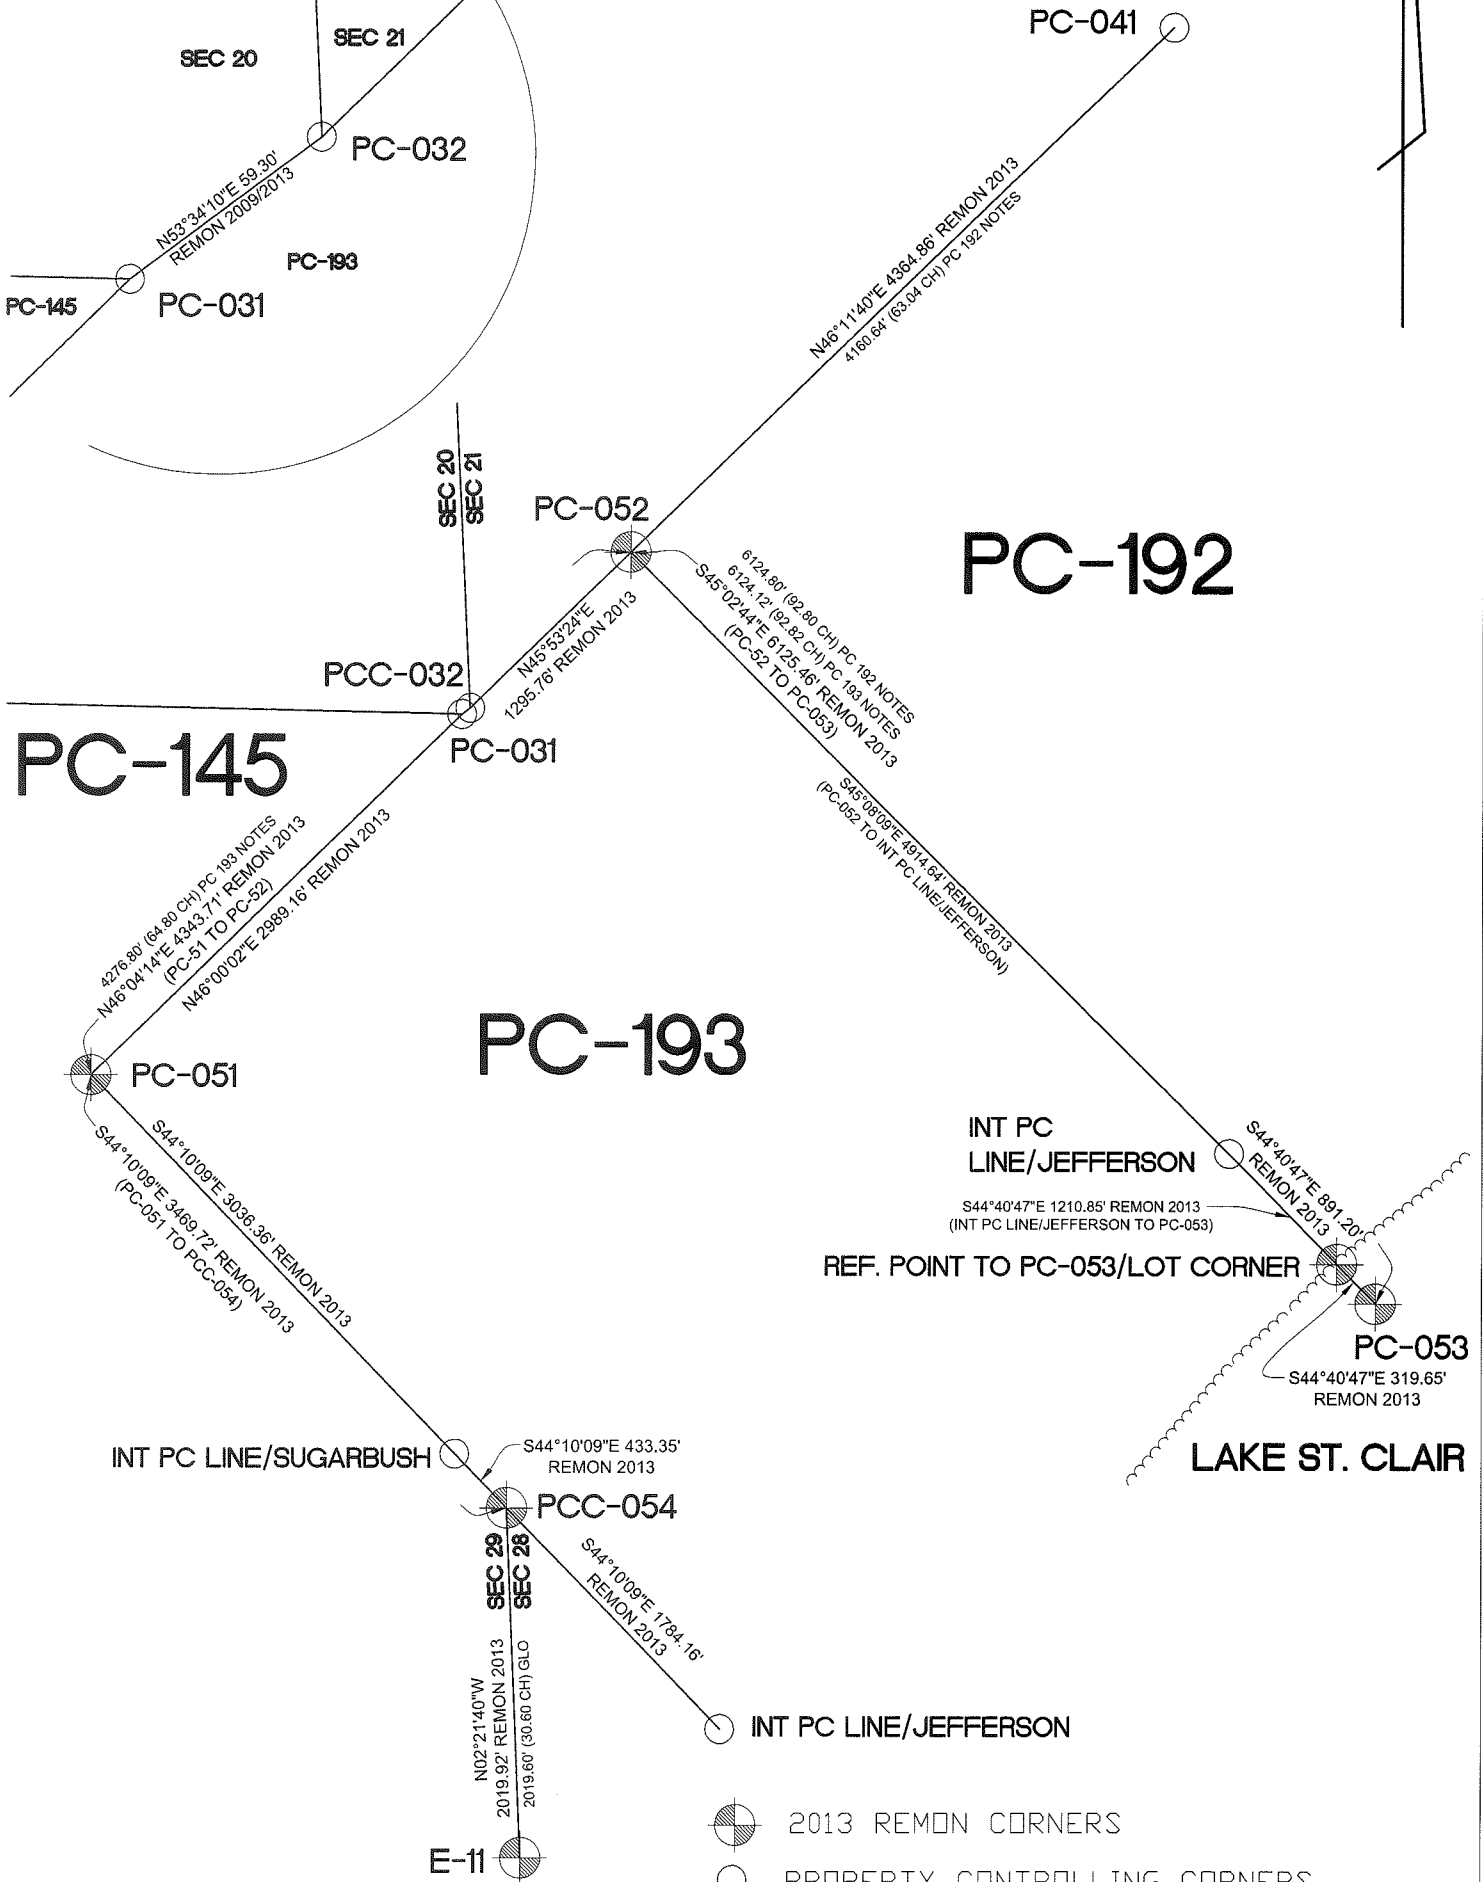 SEC 20
SEC 21
PC-041
PC-032
N53°34'10"E 59.30'
REMON 2009/2013
PC-193
PC-145
PC-031
N46°11'40"E 4364.86' REMON 2013
4160.64' (63.04 CH) PC 192 NOTES
SEC 20
SEC 21
PC-052
PC-192
6124.80' (92.80 CH) PC 192 NOTES
6124.12' (92.82 CH) PC 193 NOTES
S45°02'44"E 6125.46' REMON 2013
(PC-52 TO PC-053)
N45°53'24"E
1295.76' REMON 2013
PCC-032
PC-031
PC-145
S45°08'09"E 4914.64' REMON 2013
(PC-052 TO INT PC LINE/JEFFERSON)
4276.80' (64.80 CH) PC 193 NOTES
N46°04'14"E 4343.71' REMON 2013
(PC-51 TO PC-52)
N46°00'02"E 2989.16' REMON 2013
PC-193
PC-051
S44°10'09"E 3036.36' REMON 2013
S44°10'09"E 3469.72' REMON 2013
(PC-051 TO PCC-054)
INT PC
LINE/JEFFERSON
S44°40'47"E 891.20'
REMON 2013
S44°40'47"E 1210.85' REMON 2013
(INT PC LINE/JEFFERSON TO PC-053)
REF. POINT TO PC-053/LOT CORNER
PC-053
S44°40'47"E 319.65'
REMON 2013
LAKE ST. CLAIR
INT PC LINE/SUGARBUSH
S44°10'09"E 433.35'
REMON 2013
PCC-054
SEC 29
SEC 28
S44°10'09"E 1784.16'
REMON 2013
N02°21'40"W
2019.92' REMON 2013
2019.60' (30.60 CH) GLO
INT PC LINE/JEFFERSON
2013 REMON CORNERS
E-11
PROPERTY CONTROLLING CORNERS